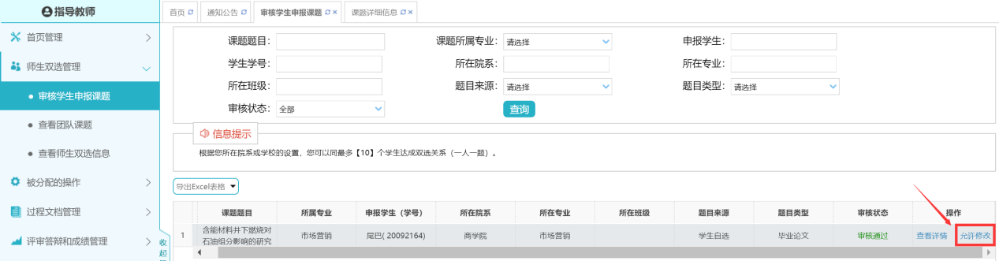 指导教师
首页 通知公告 审核学生申报课题 课题详细信息
首页管理
师生双选管理
审核学生申报课题
查看团队课题
查看师生双选信息
被分配的操作
过程文档管理
评审答辩和成绩管理
收
起
课题题目： 课题所属专业： 请选择 申报学生：
学生学号： 所在院系： 所在专业：
所在班级： 题目来源： 请选择 题目类型： 请选择
审核状态： 全部 查询
信息提示
根据您所在院系或学校的设置，您可以同最多【10】个学生达成双选关系（一人一题）。
导出Excel表格
课题题目 所属专业 申报学生（学号） 所在院系 所在专业 所在班级 题目来源 题目类型 审核状态 操作
1 含能材料井下燃烧对 市场营销 尾巴( 20092164) 商学院 市场营销 学生自选 毕业论文 审核通过 查看详情 允许修改
石油组分影响的研究